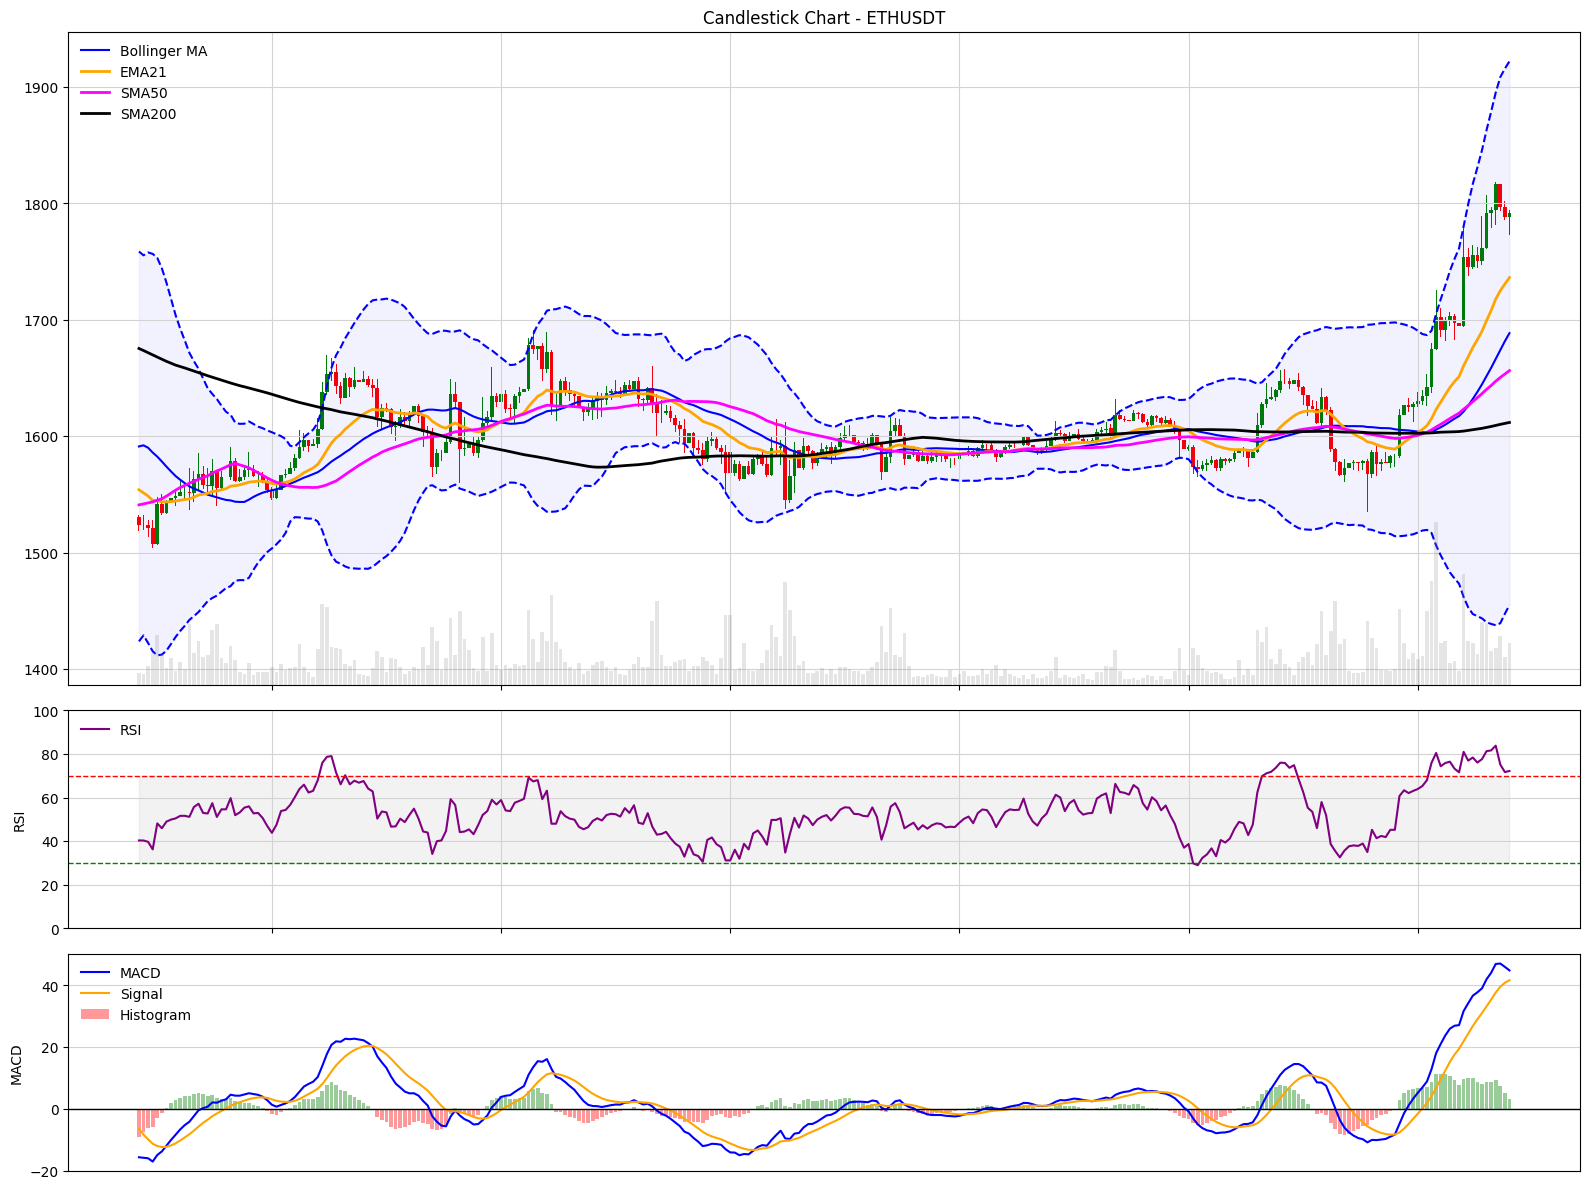 Candlestick Chart - ETHUSDT
Bollinger MA
EMA21
SMA50
SMA200
1900
1800
1700
1600
1500
1400
RSI
100
80
60
40
20
0
RSI
MACD
Signal
Histogram
40
20
0
−20
MACD